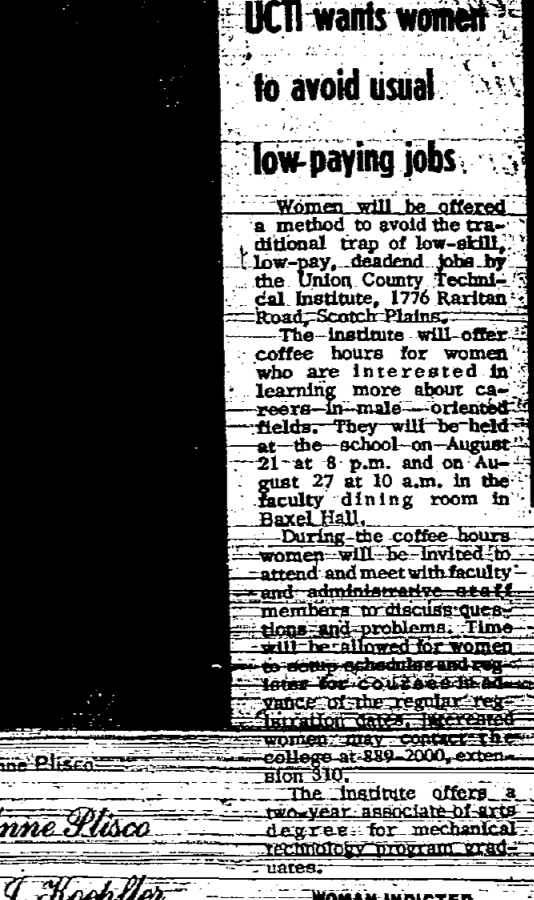 UCTI wants women
to avoid usual
low-paying jobs
Women will be offered
a method to avoid the tra-
ditional trap of low-skill,
low-pay, deadend jobs by
the Union County Techni-
cal Institute, 1776 Raritan
Road, Scotch Plains.
The institute will offer
coffee hours for women
who are interested in
learning more about ca-
reers in male - oriented
fields. They will be held
at the school on August
21 at 8 p.m. and on Au-
gust 27 at 10 a.m. in the
faculty dining room in
Baxel Hall.
During the coffee hours
women will be invited to
attend and meet with faculty
and administrative staff
members to discuss ques-
tions and problems. Time
will be allowed for women
to setup schedules and reg-
ister for courses in ad-
vance of the regular reg-
istration dates. Interested
women may contact the
college at 889-2000, exten-
sion 310.
The institute offers a
two-year associate of arts
degree for mechanical
technology program grad-
uates.
nne Plisco
nne Plisco
J. Koehller
WOMAN INDICTED